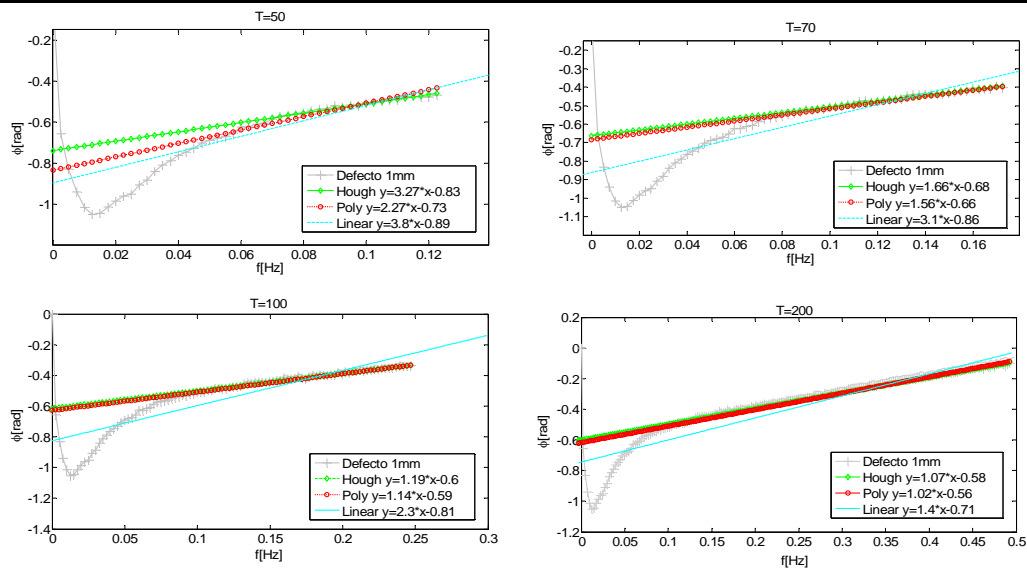 T=50
-0.2
-0.4
-0.6
-0.8
-1
ϕ[rad]
0
0.02
0.04
0.06
0.08
0.1
0.12
f[Hz]
Defecto 1mm
Hough y=3.27*x-0.83
Poly y=2.27*x-0.73
Linear y=3.8*x-0.89
T=70
-0.2
-0.3
-0.4
-0.5
-0.6
-0.7
-0.8
-0.9
-1
-1.1
ϕ[rad]
0
0.02
0.04
0.06
0.08
0.1
0.12
0.14
0.16
f[Hz]
Defecto 1mm
Hough y=1.66*x-0.68
Poly y=1.56*x-0.66
Linear y=3.1*x-0.86
T=100
0
-0.2
-0.4
-0.6
-0.8
-1
-1.2
-1.4
ϕ[rad]
0.05
0.1
0.15
0.2
0.25
0.3
f[Hz]
Defecto 1mm
Hough y=1.19*x-0.6
Poly y=1.14*x-0.59
Linear y=2.3*x-0.81
T=200
0.2
0
-0.2
-0.4
-0.6
-0.8
-1
-1.2
ϕ[rad]
0
0.05
0.1
0.15
0.2
0.25
0.3
0.35
0.4
0.45
0.5
f[Hz]
Defecto 1mm
Hough y=1.07*x-0.58
Poly y=1.02*x-0.56
Linear y=1.4*x-0.71